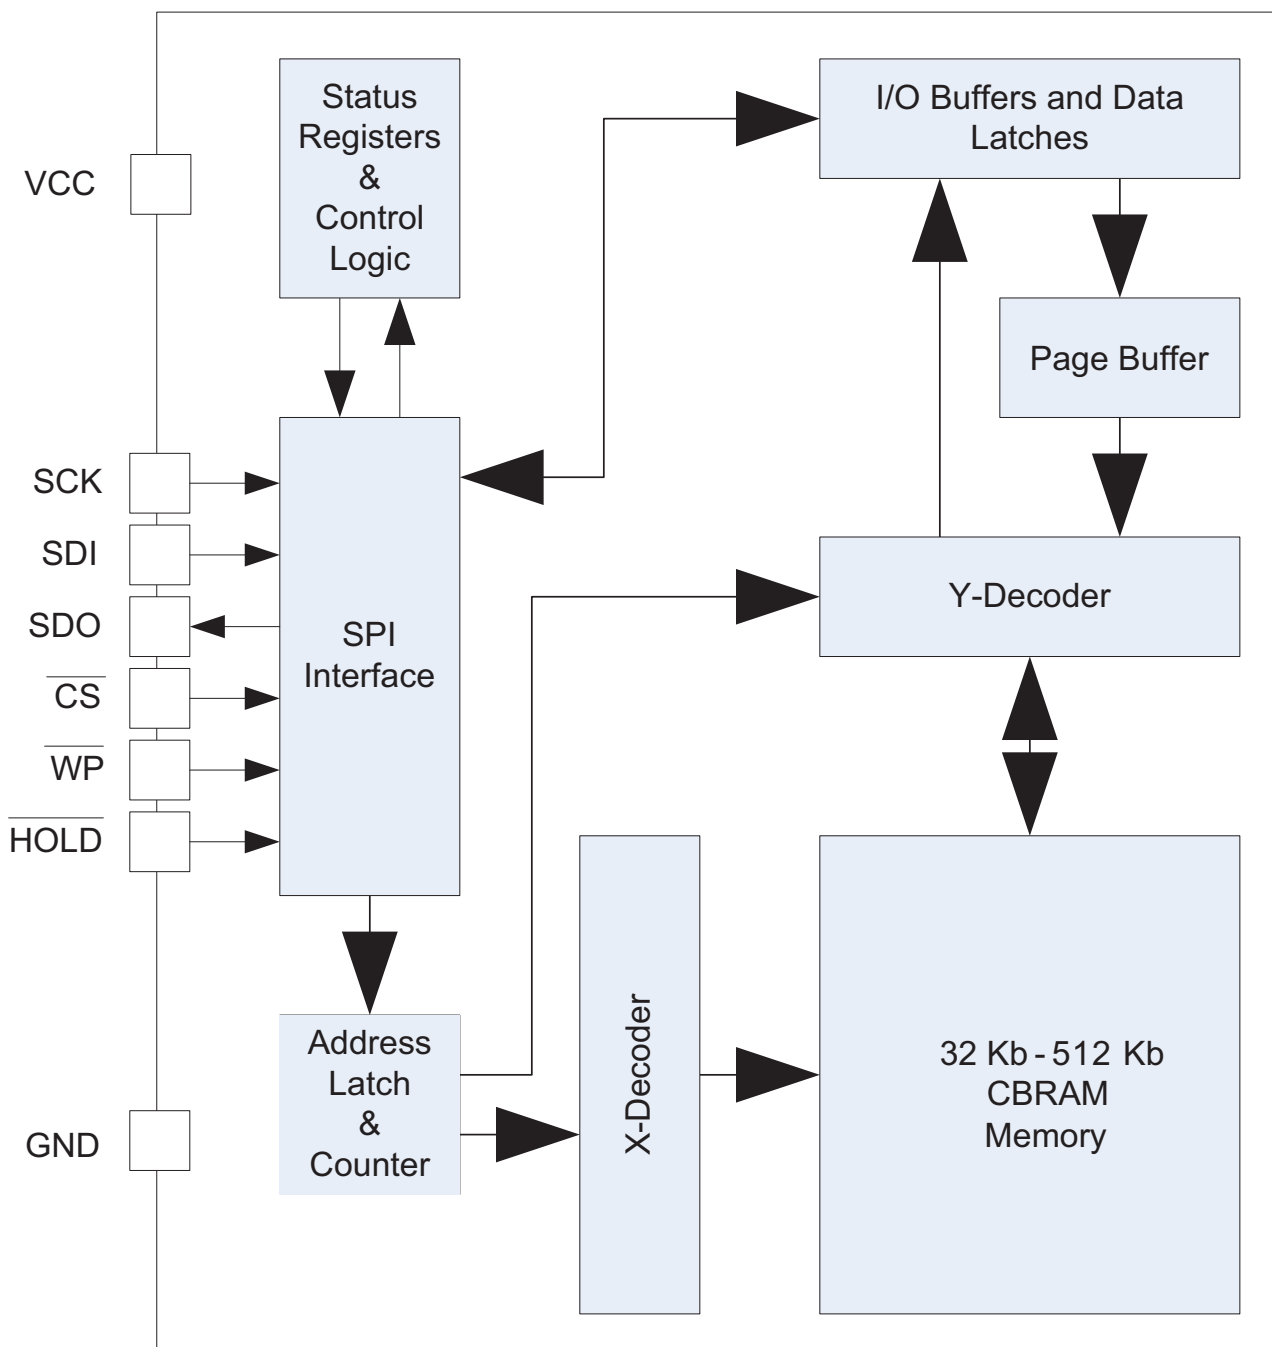 VCC
SCK
SDI
SDO
CS
WP
HOLD
GND
Status
Registers
&
Control
Logic
SPI
Interface
Address
Latch
&
Counter
X-Decoder
I/O Buffers and Data
Latches
Page Buffer
Y-Decoder
32 Kb - 512 Kb
CBRAM
Memory